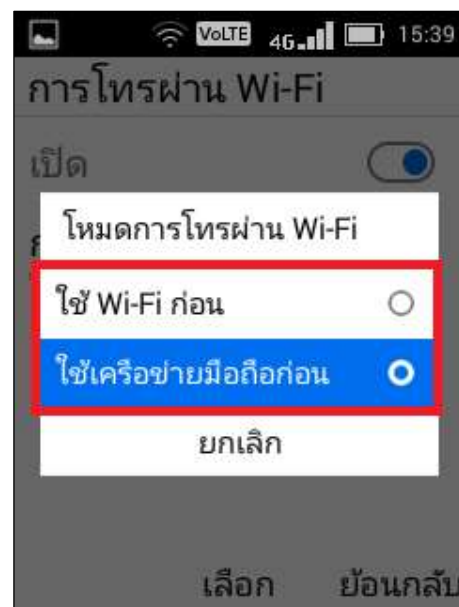 VoLTE 4G 15:39
การโทรผ่าน Wi-Fi
เปิด
โหมดการโทรผ่าน Wi-Fi
ใช้ Wi-Fi ก่อน
ใช้เครือข่ายมือถือก่อน
ยกเลิก
เลือก ย้อนกลับ